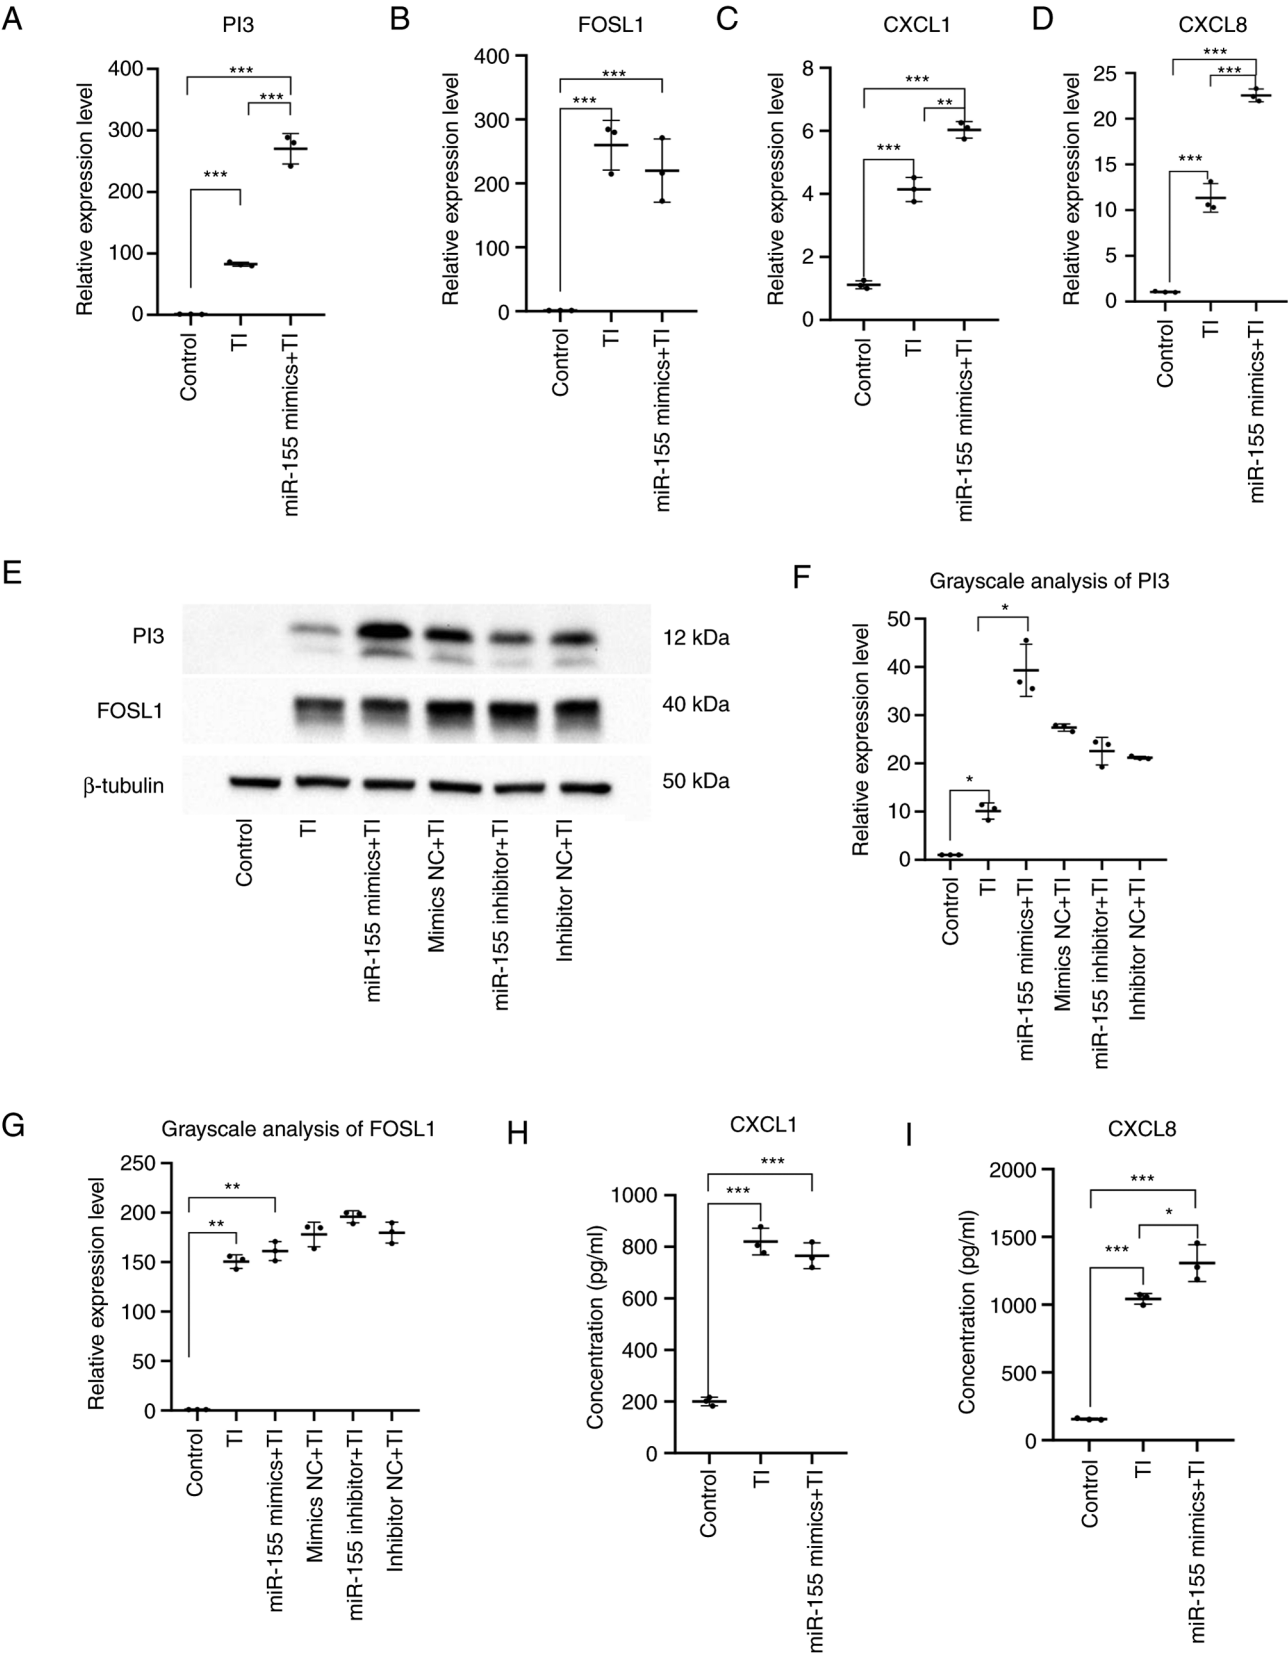 A
PI3
Relative expression level
400
300
200
100
0
***
***
***
Control
TI
miR-155 mimics+TI
B
FOSL1
Relative expression level
400
300
200
100
0
***
***
Control
TI
miR-155 mimics+TI
C
CXCL1
Relative expression level
8
6
4
2
0
***
**
***
Control
TI
miR-155 mimics+TI
D
CXCL8
Relative expression level
25
20
15
10
5
0
***
***
***
Control
TI
miR-155 mimics+TI
E
PI3
12 kDa
FOSL1
40 kDa
β-tubulin
50 kDa
Control
TI
miR-155 mimics+TI
Mimics NC+TI
miR-155 inhibitor+TI
Inhibitor NC+TI
F
Grayscale analysis of PI3
Relative expression level
50
40
30
20
10
0
*
*
Control
TI
miR-155 mimics+TI
Mimics NC+TI
miR-155 inhibitor+TI
Inhibitor NC+TI
G
Grayscale analysis of FOSL1
Relative expression level
250
200
150
100
50
0
**
**
Control
TI
miR-155 mimics+TI
Mimics NC+TI
miR-155 inhibitor+TI
Inhibitor NC+TI
H
CXCL1
Concentration (pg/ml)
1000
800
600
400
200
0
***
***
Control
TI
miR-155 mimics+TI
I
CXCL8
Concentration (pg/ml)
2000
1500
1000
500
0
***
*
***
Control
TI
miR-155 mimics+TI